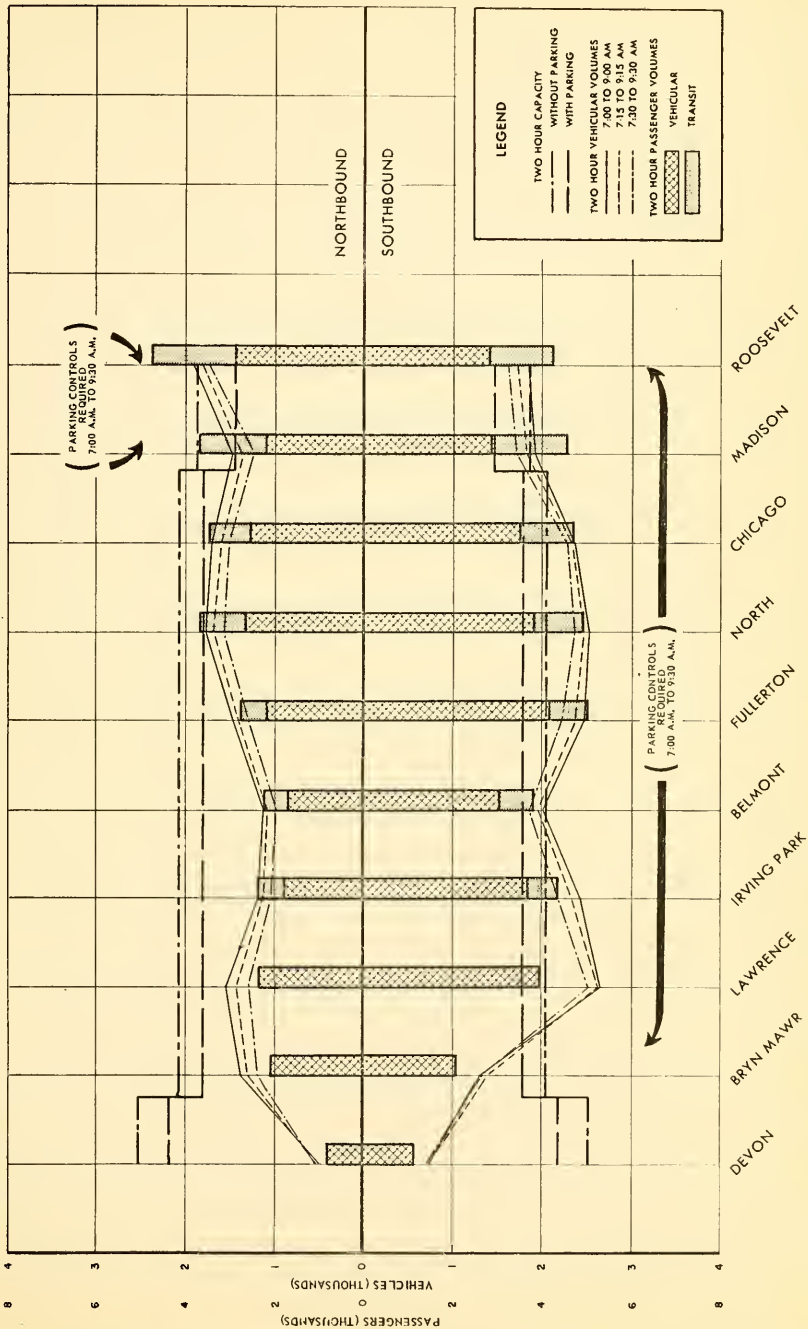 8
6
4
2
0
2
4
6
8
PASSENGERS (THOUSANDS)
4
3
2
1
0
1
2
3
4
VEHICLES (THOUSANDS)
(PARKING CONTROLS
REQUIRED
7:00 A.M. TO 9:30 A.M.)
NORTHBOUND
SOUTHBOUND
(PARKING CONTROLS
REQUIRED
7:00 A.M. TO 9:30 A.M.)
DEVON
BRYN MAWR
LAWRENCE
IRVING PARK
BELMONT
FULLERTON
NORTH
CHICAGO
MADISON
ROOSEVELT
LEGEND
TWO HOUR CAPACITY
WITHOUT PARKING
WITH PARKING
TWO HOUR VEHICULAR VOLUMES
7:00 TO 9:00 AM
7:15 TO 9:15 AM
7:30 TO 9:30 AM
TWO HOUR PASSENGER VOLUMES
VEHICULAR
TRANSIT